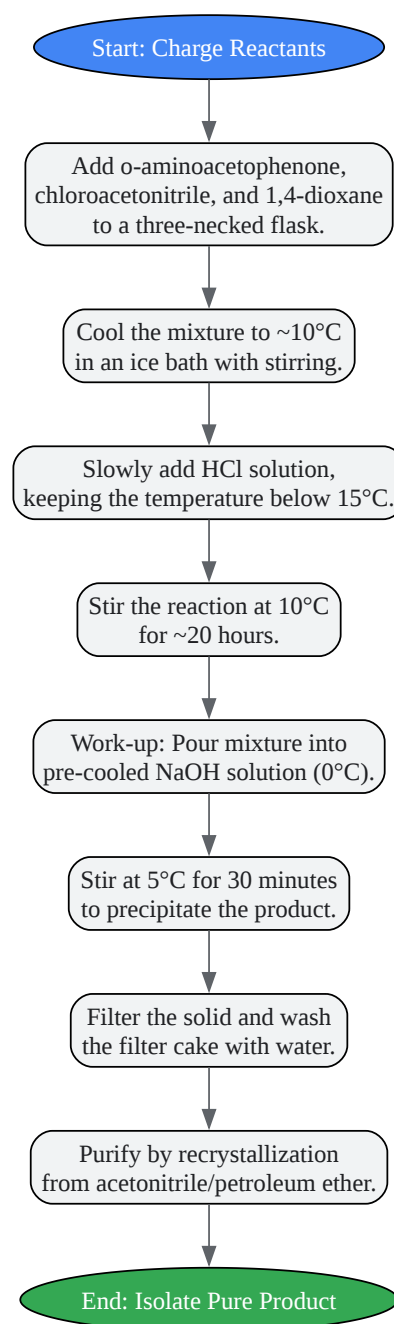 Start: Charge Reactants
Add o-aminoacetophenone,
chloroacetonitrile, and 1,4-dioxane
to a three-necked flask.
Cool the mixture to ~10°C
in an ice bath with stirring.
Slowly add HCl solution,
keeping the temperature below 15°C.
Stir the reaction at 10°C
for ~20 hours.
Work-up: Pour mixture into
pre-cooled NaOH solution (0°C).
Stir at 5°C for 30 minutes
to precipitate the product.
Filter the solid and wash
the filter cake with water.
Purify by recrystallization
from acetonitrile/petroleum ether.
End: Isolate Pure Product